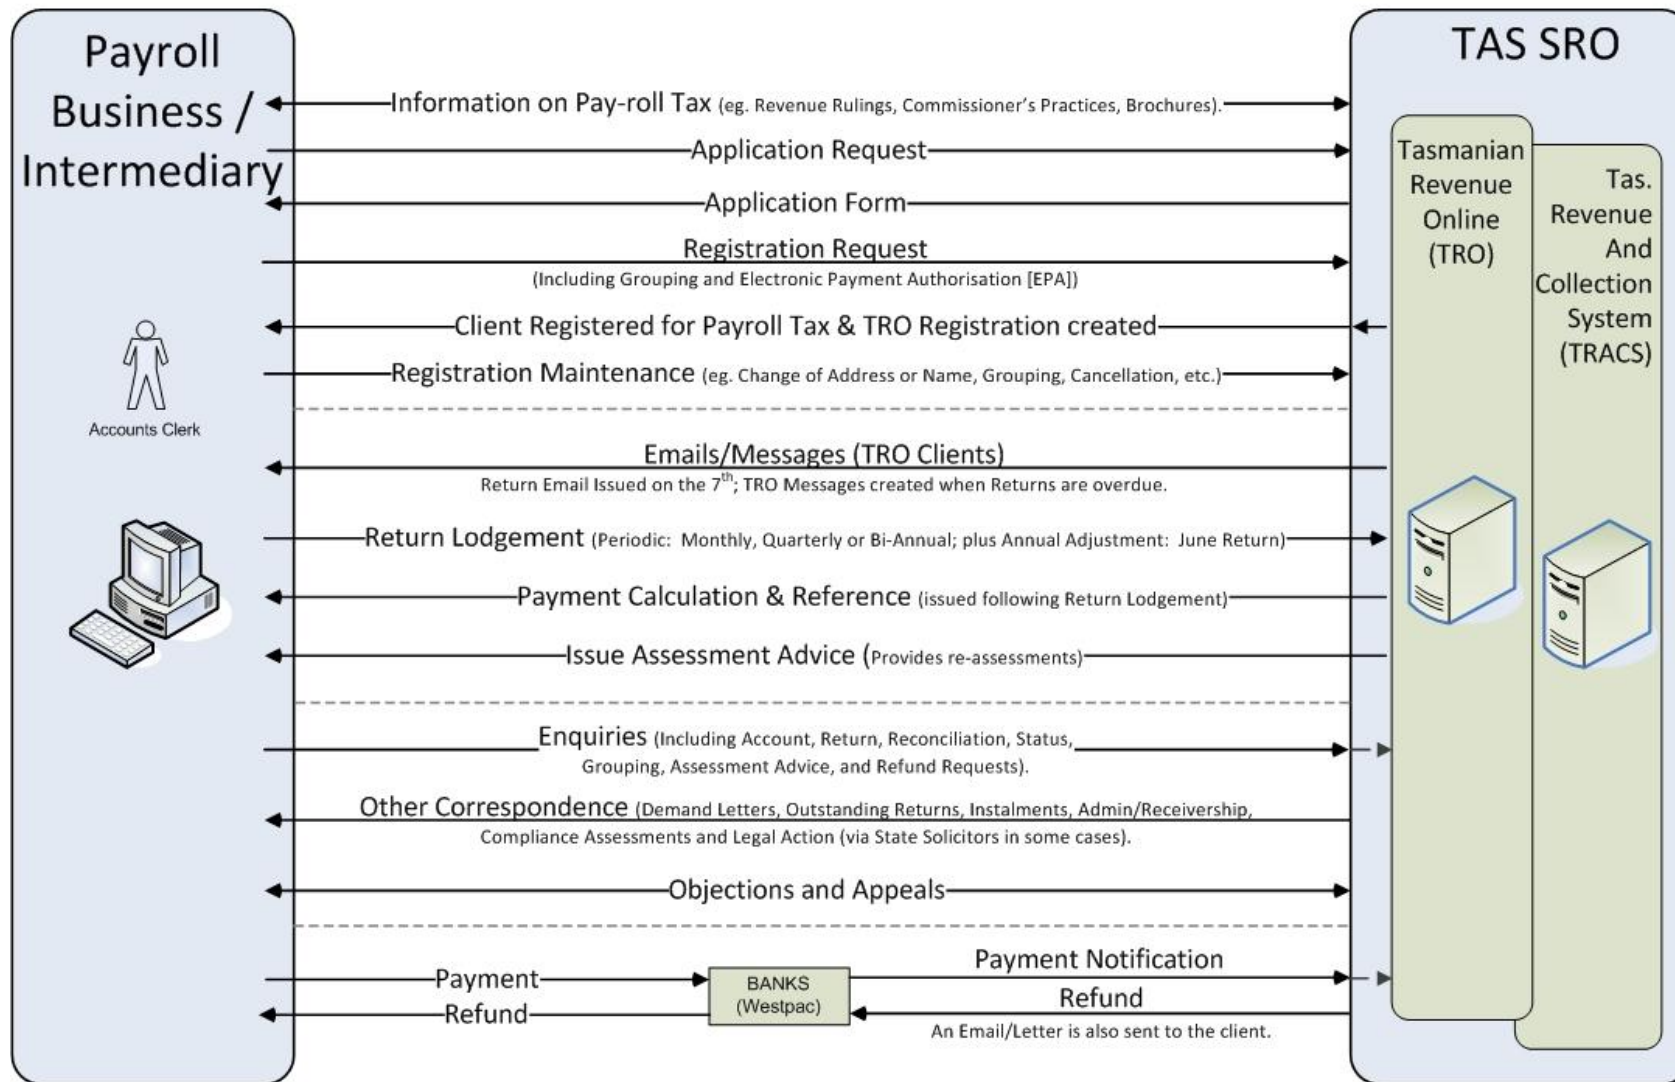 Payroll
Business /
Intermediary
TAS SRO
Information on Pay-roll Tax (eg. Revenue Rulings, Commissioner's Practices, Brochures).
Application Request
Application Form
Registration Request
(Including Grouping and Electronic Payment Authorisation [EPA])
Client Registered for Payroll Tax & TRO Registration created
Registration Maintenance (eg. Change of Address or Name, Grouping, Cancellation, etc.)
Accounts Clerk
Tasmanian
Revenue
Online
(TRO)
Tas.
Revenue
And
Collection
System
(TRACS)
Emails/Messages (TRO Clients)
Return Email Issued on the 7th; TRO Messages created when Returns are overdue.
Return Lodgement (Periodic: Monthly, Quarterly or Bi-Annual; plus Annual Adjustment: June Return)
Payment Calculation & Reference (issued following Return Lodgement)
Issue Assessment Advice (Provides re-assessments)
Enquiries (Including Account, Return, Reconciliation, Status,
Grouping, Assessment Advice, and Refund Requests).
Other Correspondence (Demand Letters, Outstanding Returns, Instalments, Admin/Receivership,
Compliance Assessments and Legal Action (via State Solicitors in some cases).
Objections and Appeals
Payment
Refund
BANKS
(Westpac)
Payment Notification
Refund
An Email/Letter is also sent to the client.